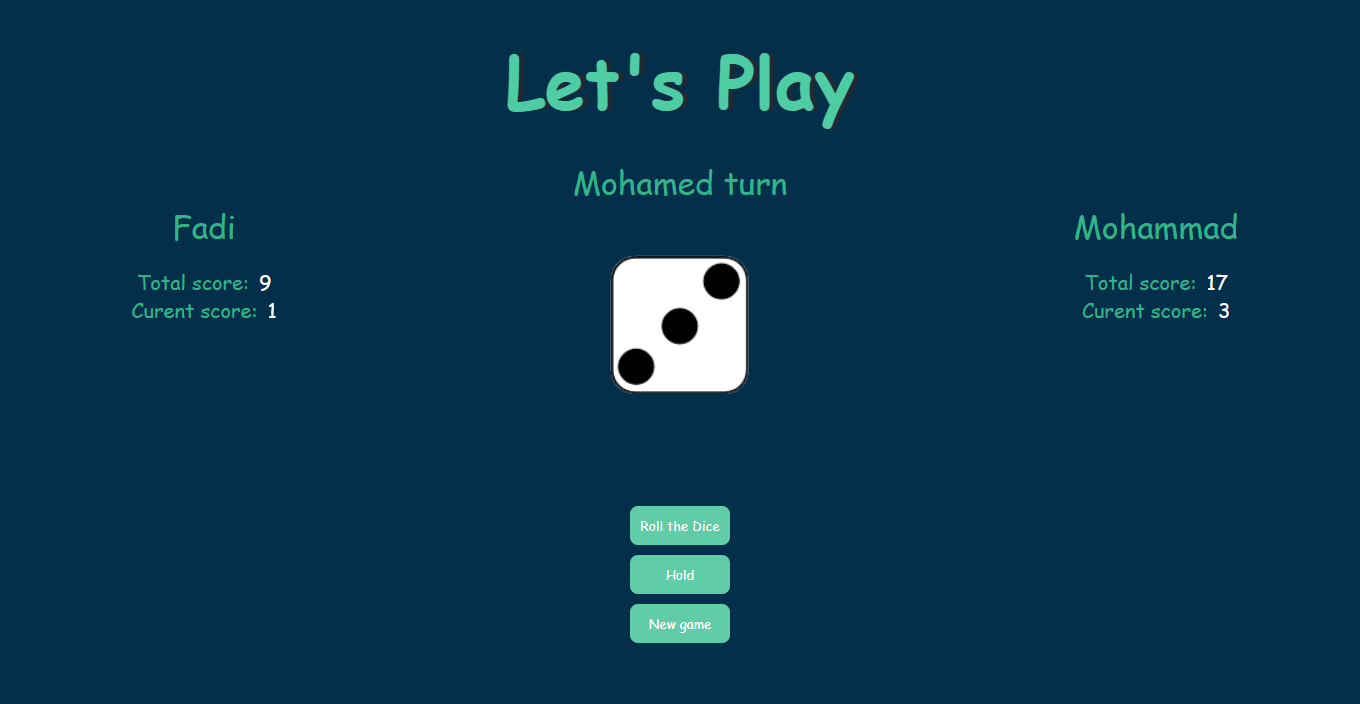 Let's Play
Mohamed turn
Fadi
Total score: 9
Curent score: 1
Mohammad
Total score: 17
Curent score: 3
Roll the Dice
Hold
New game